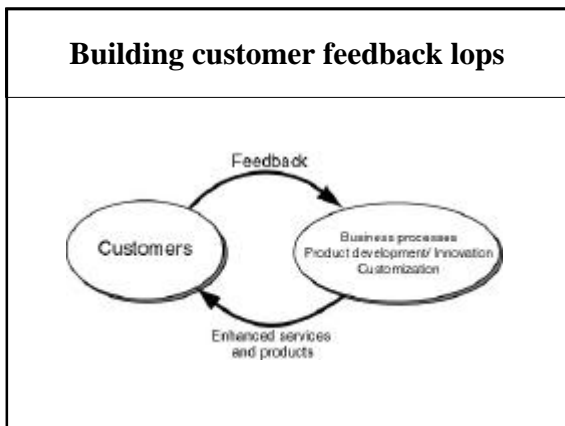 Building customer feedback lops
Feedback
Customers
Business processes
Product development/ Innovation
Customization
Enhanced services
and products